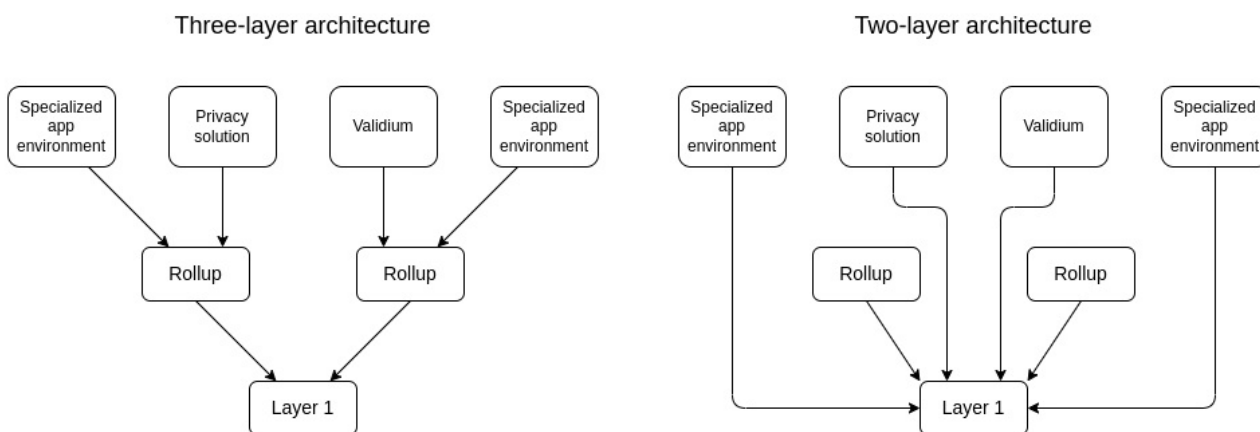 Three-layer architecture
Specialized
app
environment
Privacy
solution
Validium
Specialized
app
environment
Rollup
Rollup
Layer 1
Two-layer architecture
Specialized
app
environment
Privacy
solution
Validium
Specialized
app
environment
Rollup
Rollup
Layer 1